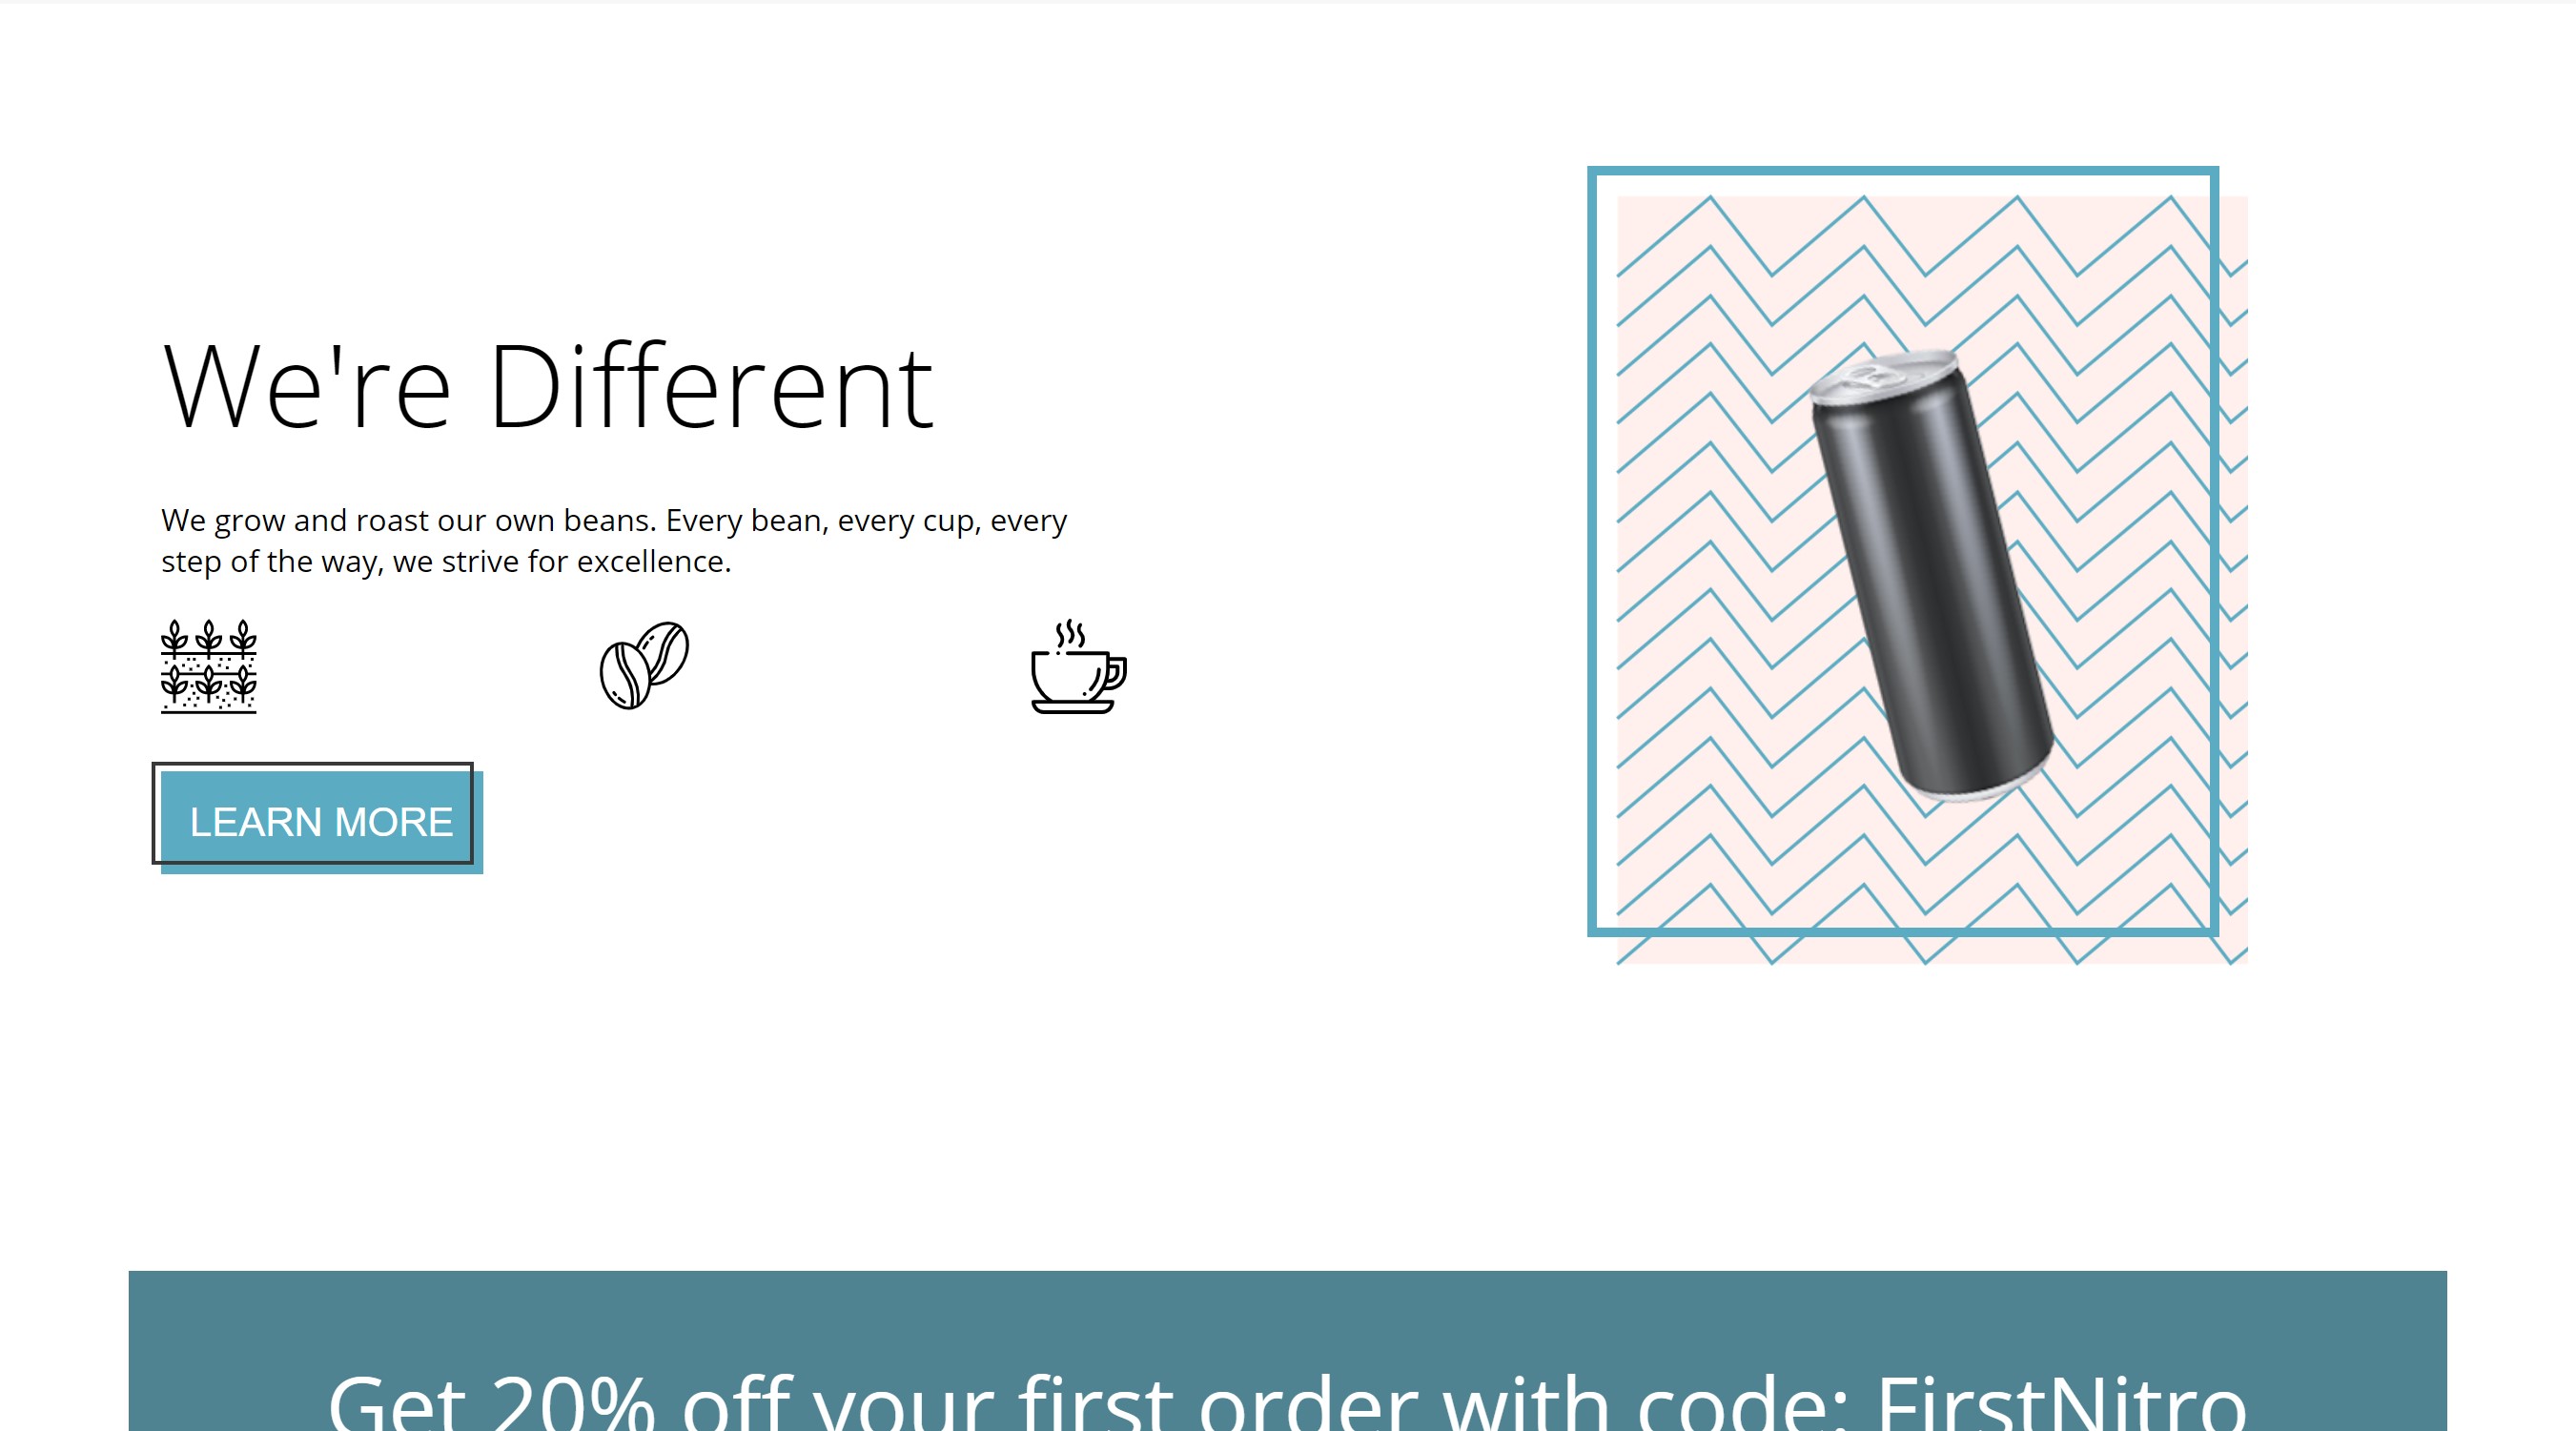 We're Different
We grow and roast our own beans. Every bean, every cup, every
step of the way, we strive for excellence.
LEARN MORE
Get 20% off your first order with code: FirstNitro